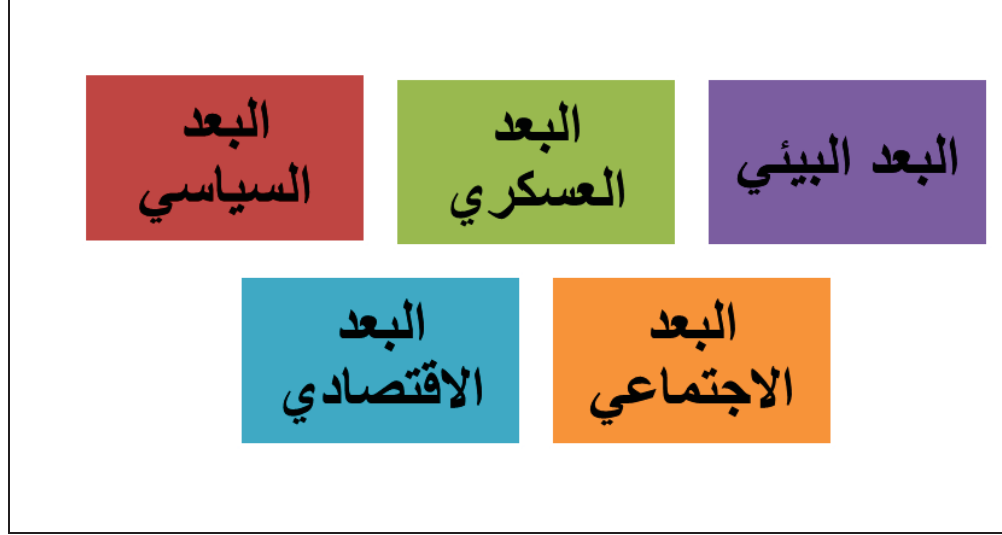 البعد البيئي
البعد
العسكري
البعد
السياسي
البعد
الاجتماعي
البعد
الاقتصادي